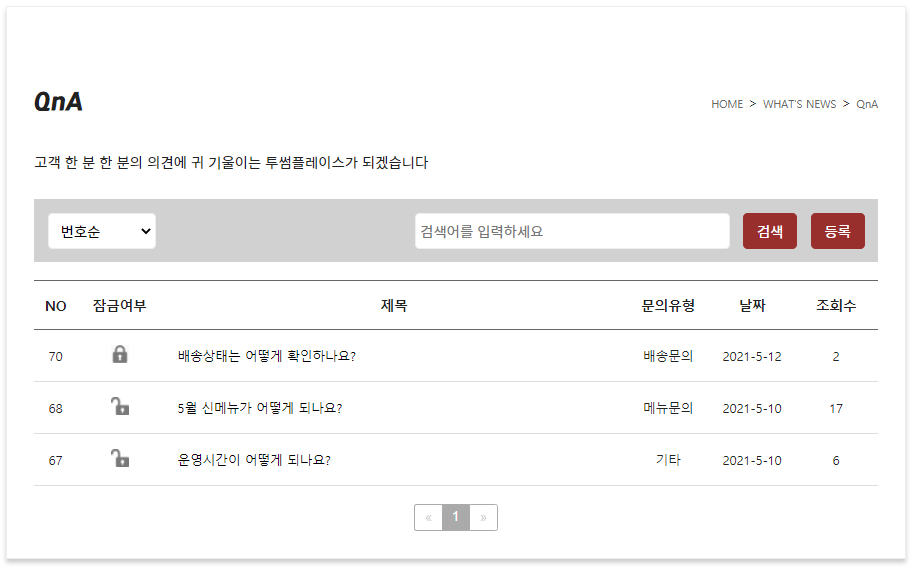 QnA
HOME > WHAT'S NEWS > QnA
고객 한 분 한 분의 의견에 귀 기울이는 투썸플레이스가 되겠습니다
번호순 검색어를 입력하세요 검색 등록
NO 잠금여부 제목 문의유형 날짜 조회수
70 배송상태는 어떻게 확인하나요? 배송문의 2021-5-12 2
68 5월 신메뉴가 어떻게 되나요? 메뉴문의 2021-5-10 17
67 운영시간이 어떻게 되나요? 기타 2021-5-10 6
« 1 »